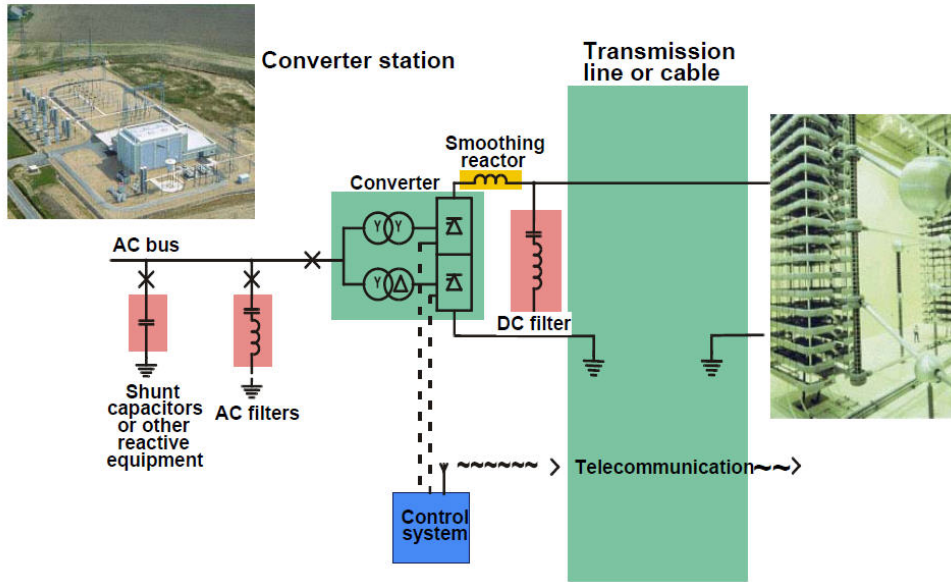 Converter station
Transmission
line or cable
Smoothing
reactor
Converter
Y Y
Y Δ
AC bus
DC filter
Shunt
capacitors
or other
reactive
equipment
AC filters
Telecommunication
Control
system